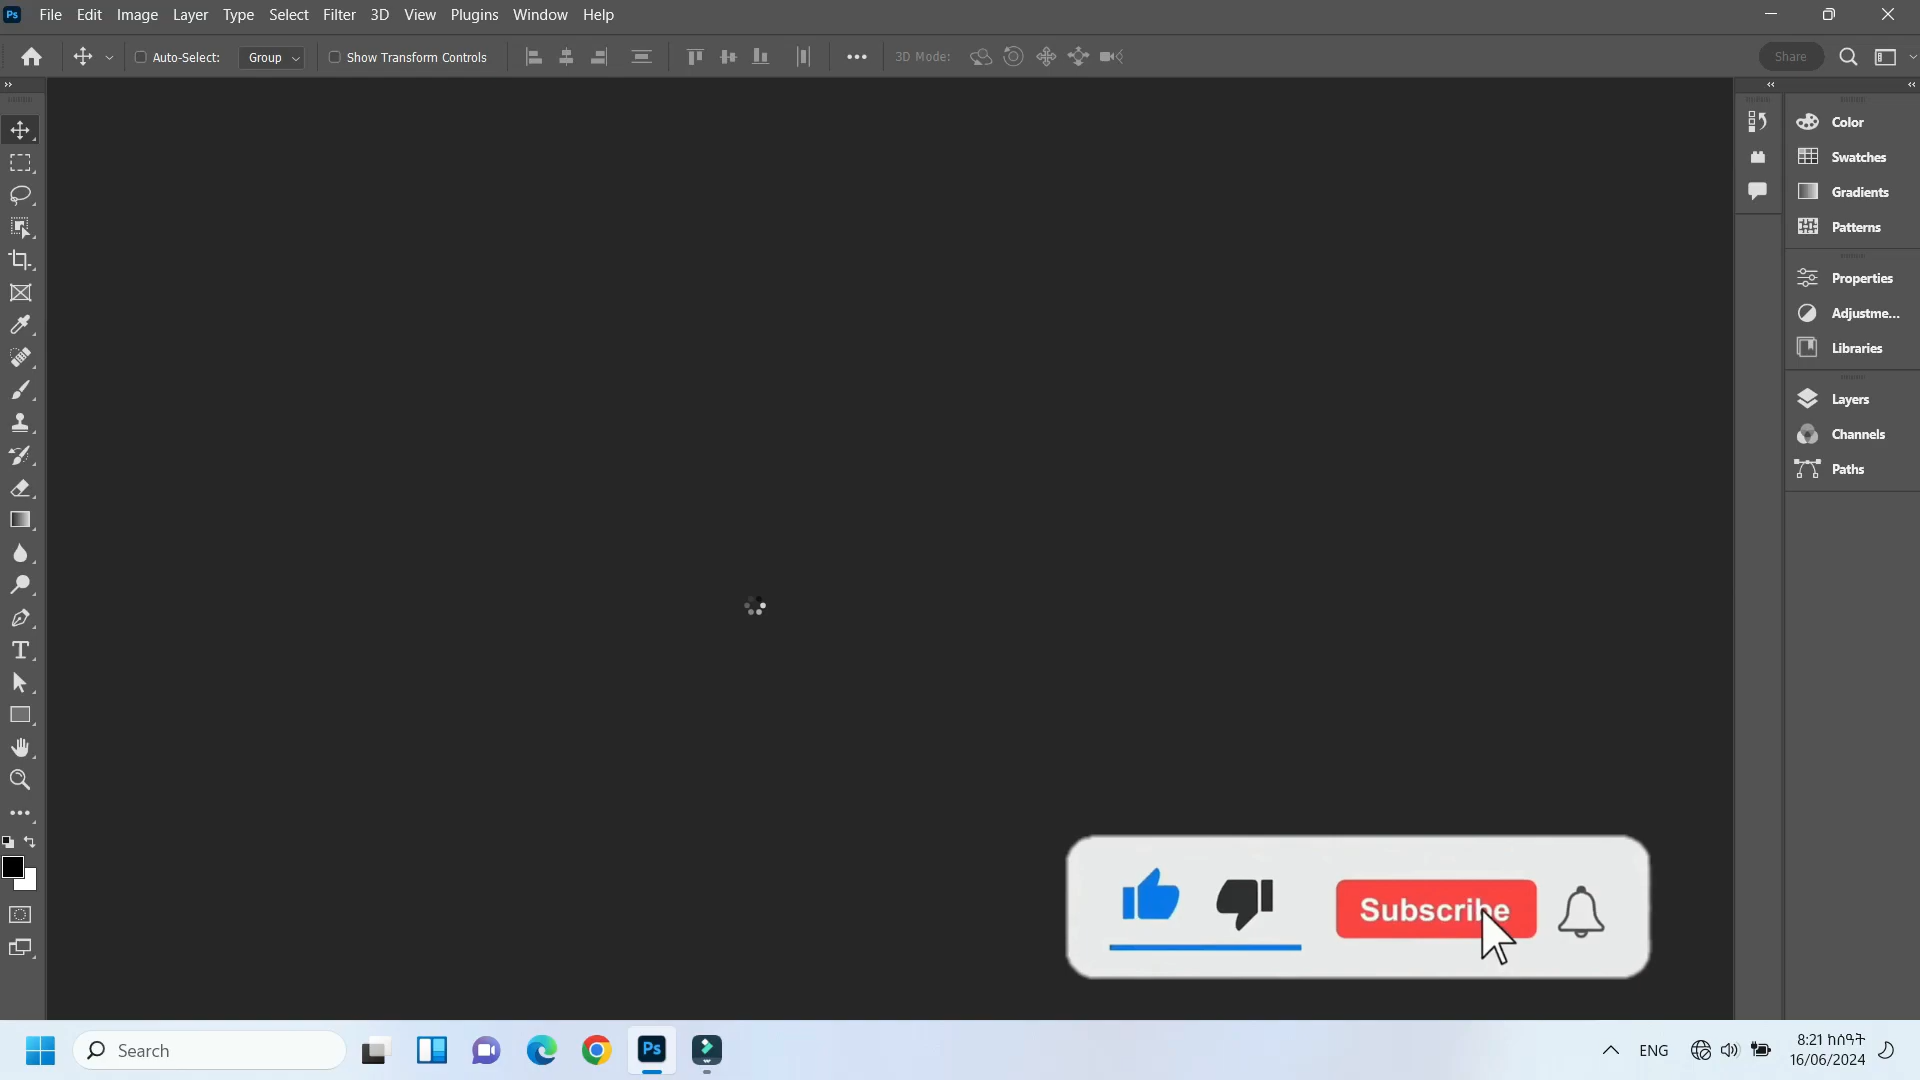 Ps File Edit Image Layer Type Select Filter 3D View Plugins Window Help
Auto-Select: Group Show Transform Controls 3D Mode: Share
Color
Swatches
Gradients
Patterns
Properties
Adjustme...
Libraries
Layers
Channels
Paths
Subscribe
Search Ps ENG 8:21 ከሰዓት
16/06/2024